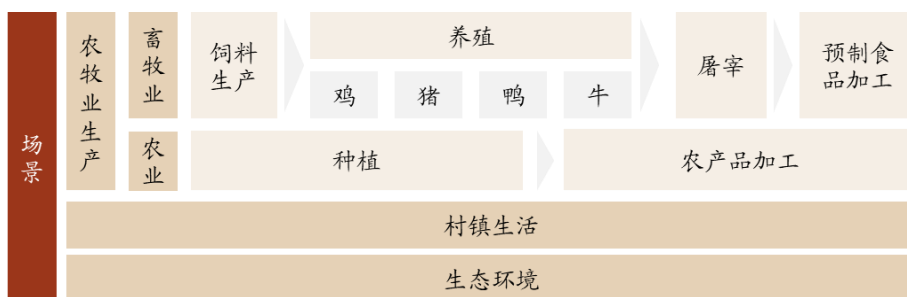 场景
农牧业生产
畜牧业
饲料
生产
养殖
鸡 猪 鸭 牛
屠宰
预制食
品加工
农业
种植
农产品加工
村镇生活
生态环境